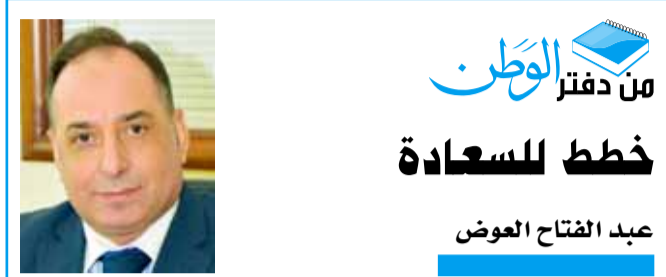 من دفتر الوطن
خطط للسعادة
عبد الفتاح العوض